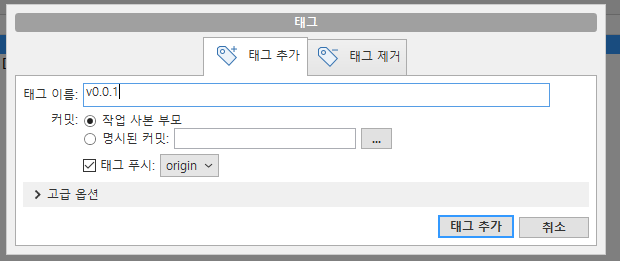 태그
태그 추가
태그 제거
태그 이름: v0.0.1
커밋: 작업 사본 부모
명시된 커밋: ...
태그 푸시: origin
고급 옵션
태그 추가 취소